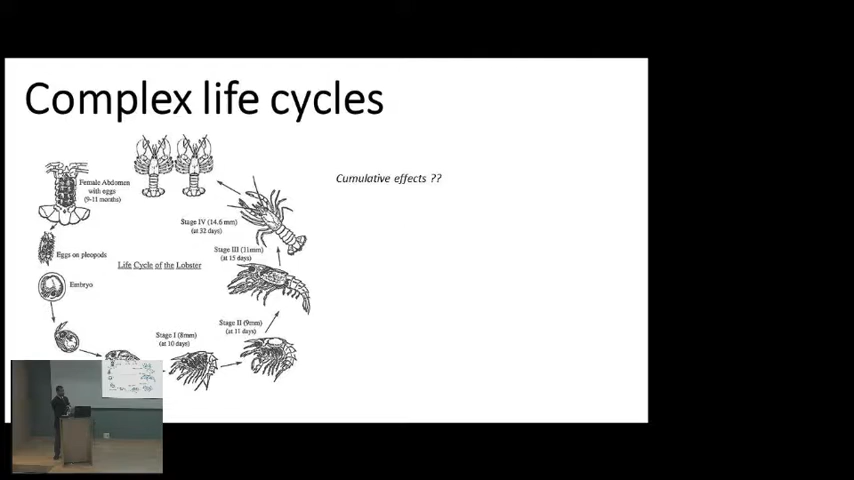 Complex life cycles
Cumulative effects ??
Female Abdomen
with eggs
(9-11 months)
Eggs on pleopods
Embryo
Life Cycle of the Lobster
Stage IV (14.6 mm)
(at 32 days)
Stage III (11mm)
(at 15 days)
Stage II (9mm)
(at 11 days)
Stage I (8mm)
(at 10 days)